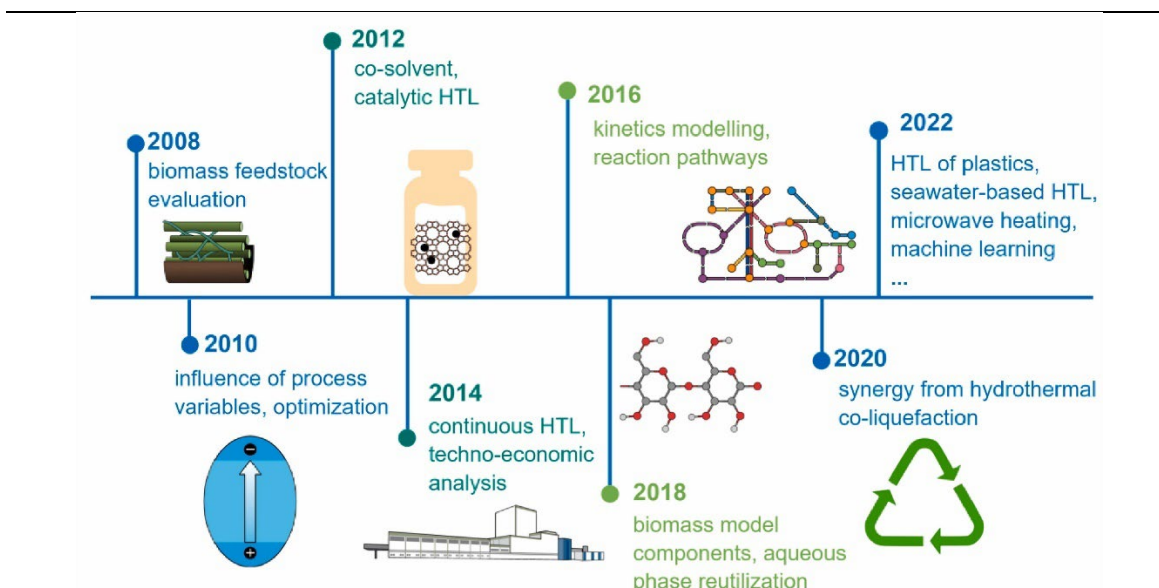 2008
biomass feedstock
evaluation
2010
influence of process
variables, optimization
2012
co-solvent,
catalytic HTL
2014
continuous HTL,
techno-economic
analysis
2016
kinetics modelling,
reaction pathways
2018
biomass model
components, aqueous
phase reutilization
2020
synergy from hydrothermal
co-liquefaction
2022
HTL of plastics,
seawater-based HTL,
microwave heating,
machine learning
...